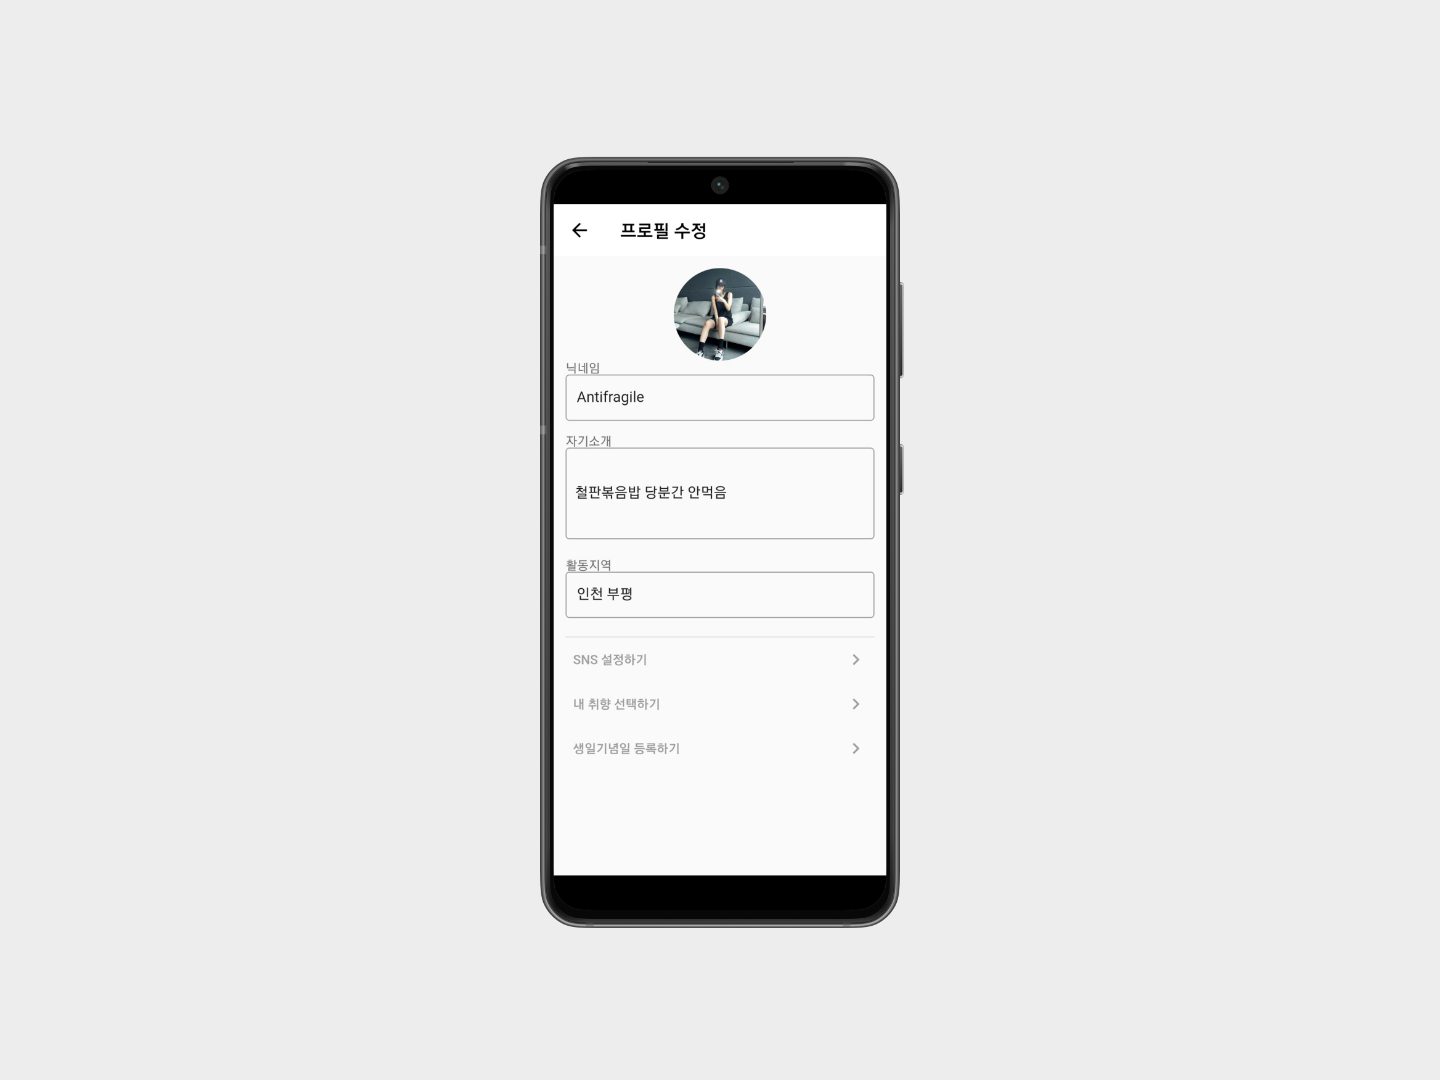 프로필 수정
닉네임
Antifragile
자기소개
철판볶음밥 당분간 안먹음
활동지역
인천 부평
SNS 설정하기
내 취향 선택하기
생일기념일 등록하기